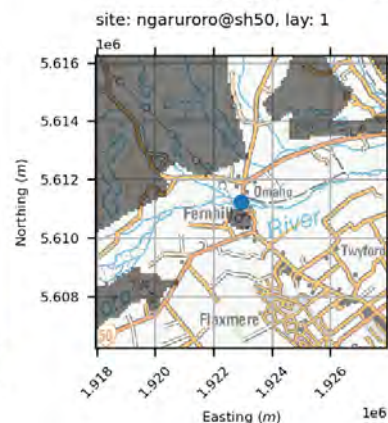 site: ngaruroro@sh50, lay: 1
1e6
5.616
5.614
5.612
5.610
5.608
Northing (m)
Omahu
Fernhill
River
Twyford
Flaxmere
50
1.918
1.920
1.922
1.924
1.926
1e6
Easting (m)